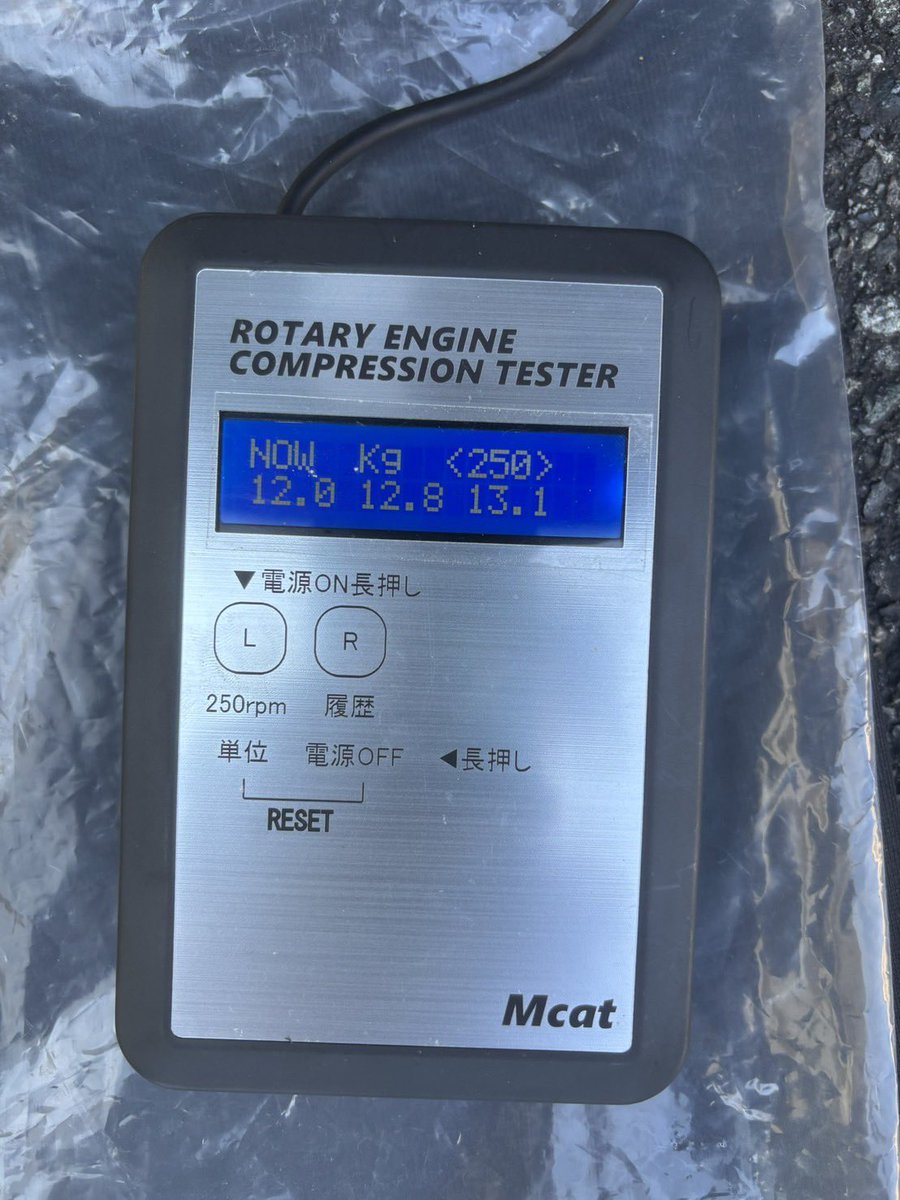 ROTARY ENGINE
COMPRESSION TESTER
NOW Kg <250>
12.0 12.8 13.1
▼電源ON長押し
L R
250rpm 履歴
単位 電源OFF ◀長押し
RESET
Mcat